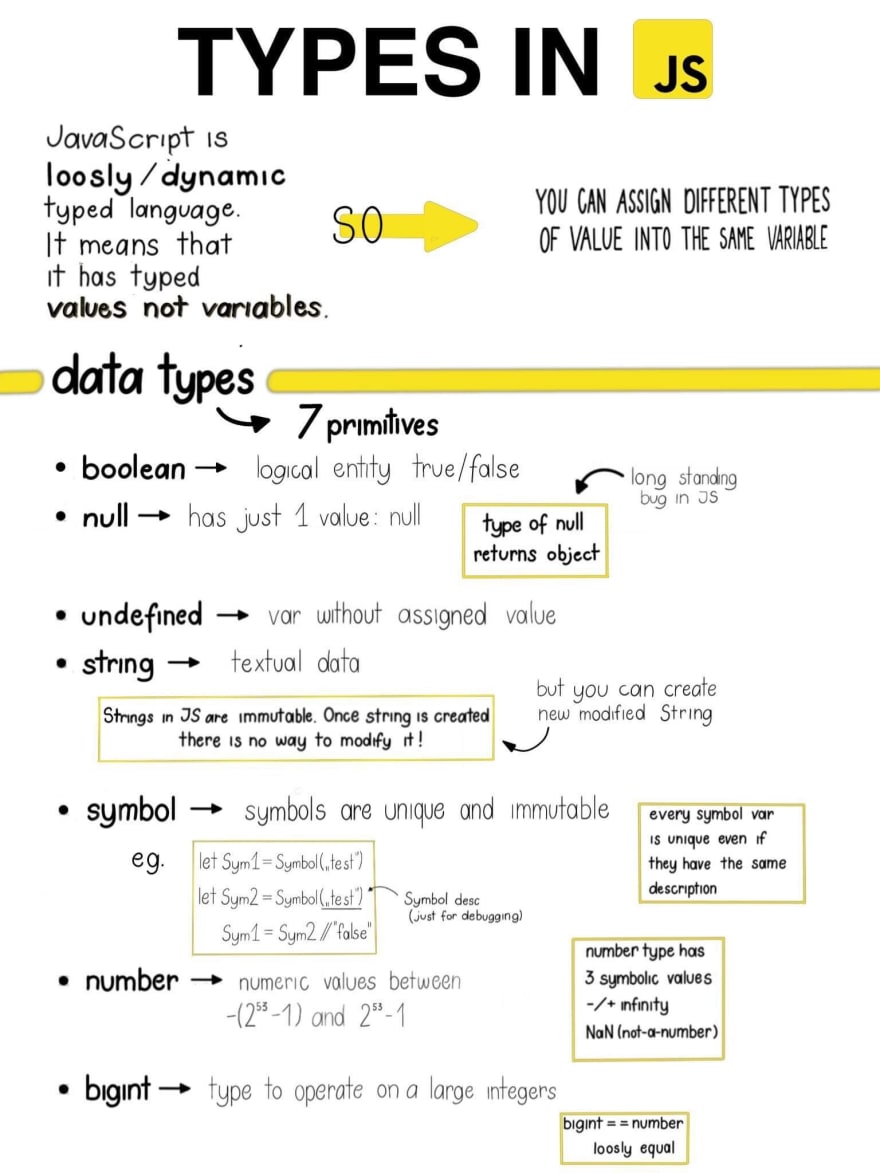 TYPES IN JS
JavaScript is
loosly/dynamic
typed language.
It means that
it has typed
values not variables.
SO
YOU CAN ASSIGN DIFFERENT TYPES
OF VALUE INTO THE SAME VARIABLE
data types
7 primitives
• boolean → logical entity true/false
• null → has just 1 value: null
type of null
returns object
long standing
bug in JS
• undefined → var without assigned value
• string → textual data
Strings in JS are immutable. Once string is created
there is no way to modify it!
but you can create
new modified String
• symbol → symbols are unique and immutable
every symbol var
is unique even if
they have the same
description
eg.
let Sym1 = Symbol(„test")
let Sym2 = Symbol(„test")
Sym1 = Sym2 //"false"
Symbol desc
(just for debugging)
• number → numeric values between
-(2⁵³-1) and 2⁵³-1
number type has
3 symbolic values
-/+ infinity
NaN (not-a-number)
• bigint → type to operate on a large integers
bigint = = number
loosly equal